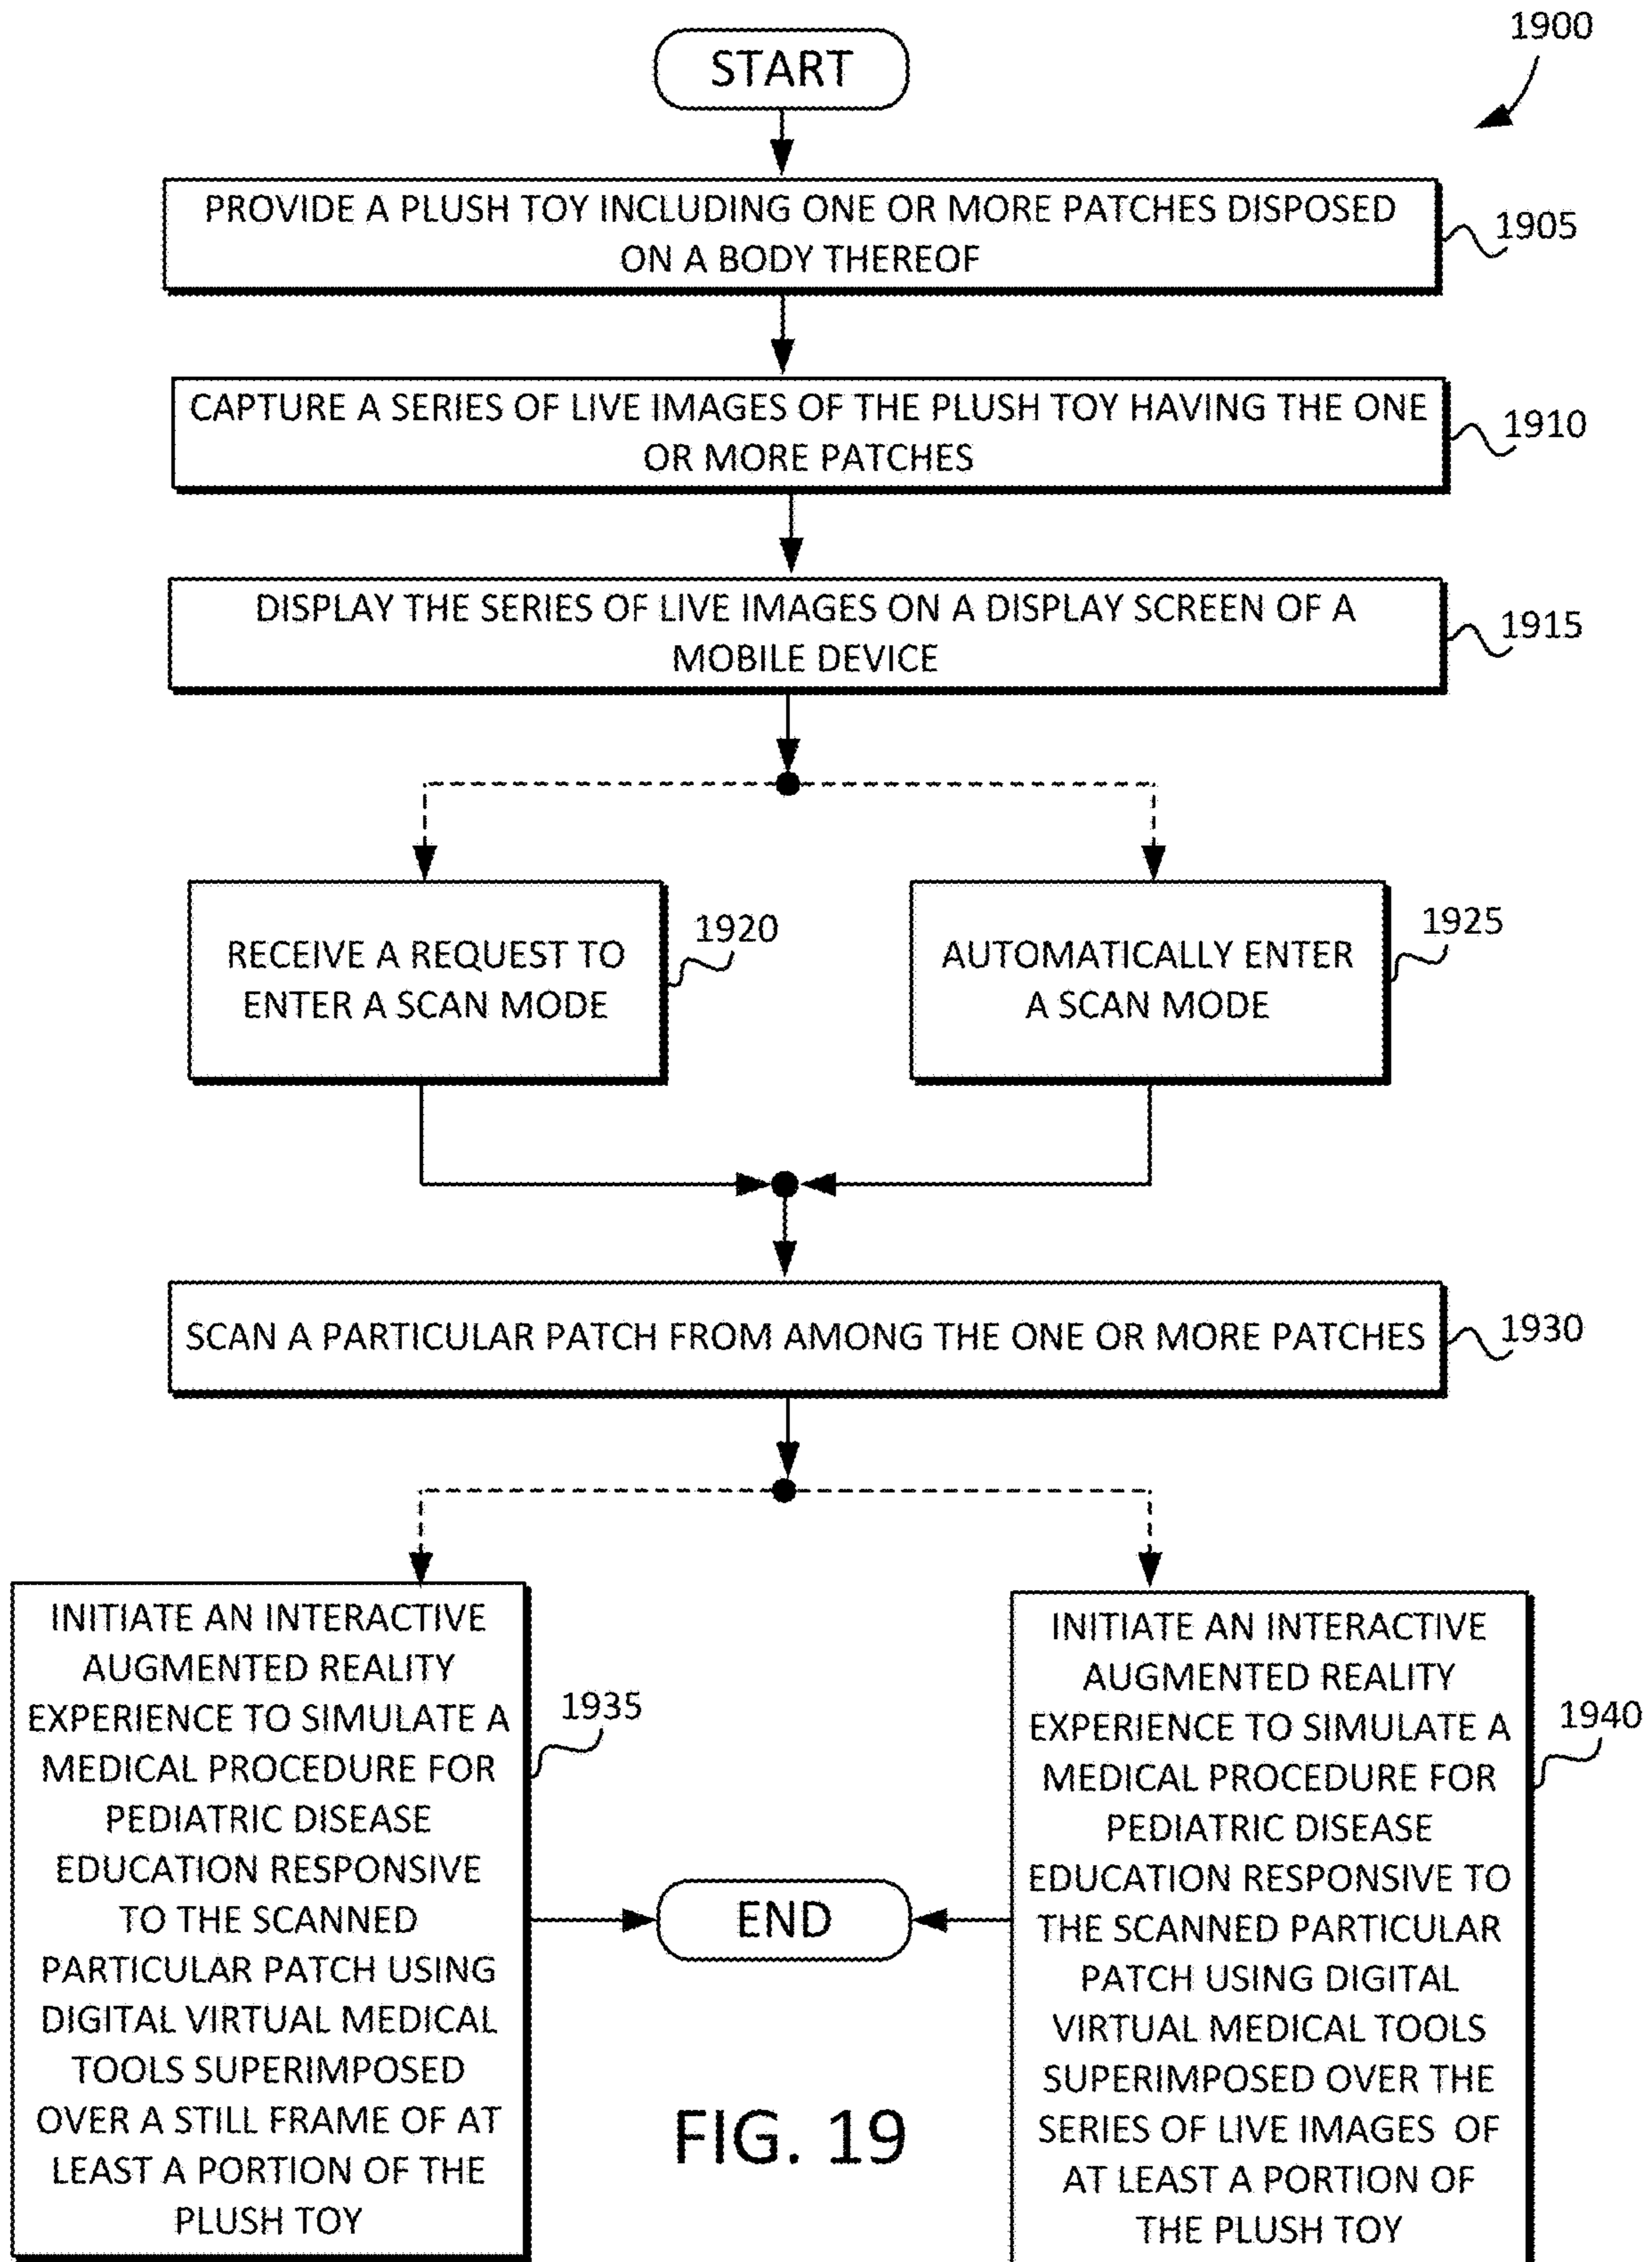 1900
START
PROVIDE A PLUSH TOY INCLUDING ONE OR MORE PATCHES DISPOSED
ON A BODY THEREOF
1905
CAPTURE A SERIES OF LIVE IMAGES OF THE PLUSH TOY HAVING THE ONE
OR MORE PATCHES
1910
DISPLAY THE SERIES OF LIVE IMAGES ON A DISPLAY SCREEN OF A
MOBILE DEVICE
1915
RECEIVE A REQUEST TO
ENTER A SCAN MODE
1920
AUTOMATICALLY ENTER
A SCAN MODE
1925
SCAN A PARTICULAR PATCH FROM AMONG THE ONE OR MORE PATCHES
1930
INITIATE AN INTERACTIVE
AUGMENTED REALITY
EXPERIENCE TO SIMULATE A
MEDICAL PROCEDURE FOR
PEDIATRIC DISEASE
EDUCATION RESPONSIVE
TO THE SCANNED
PARTICULAR PATCH USING
DIGITAL VIRTUAL MEDICAL
TOOLS SUPERIMPOSED
OVER A STILL FRAME OF AT
LEAST A PORTION OF THE
PLUSH TOY
1935
END
INITIATE AN INTERACTIVE
AUGMENTED REALITY
EXPERIENCE TO SIMULATE A
MEDICAL PROCEDURE FOR
PEDIATRIC DISEASE
EDUCATION RESPONSIVE TO
THE SCANNED PARTICULAR
PATCH USING DIGITAL
VIRTUAL MEDICAL TOOLS
SUPERIMPOSED OVER THE
SERIES OF LIVE IMAGES OF
AT LEAST A PORTION OF
THE PLUSH TOY
1940
FIG. 19